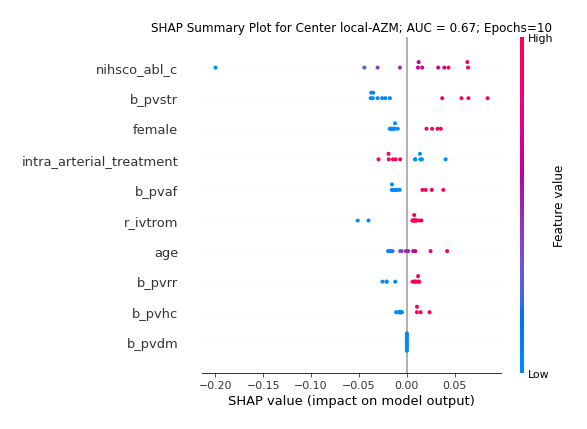 SHAP Summary Plot for Center local-AZM; AUC = 0.67; Epochs=10
High
nihsco_abl_c
b_pvstr
female
intra_arterial_treatment
b_pvaf
r_ivtrom
age
b_pvrr
b_pvhc
b_pvdm
Feature value
Low
−0.20 −0.15 −0.10 −0.05 0.00 0.05
SHAP value (impact on model output)